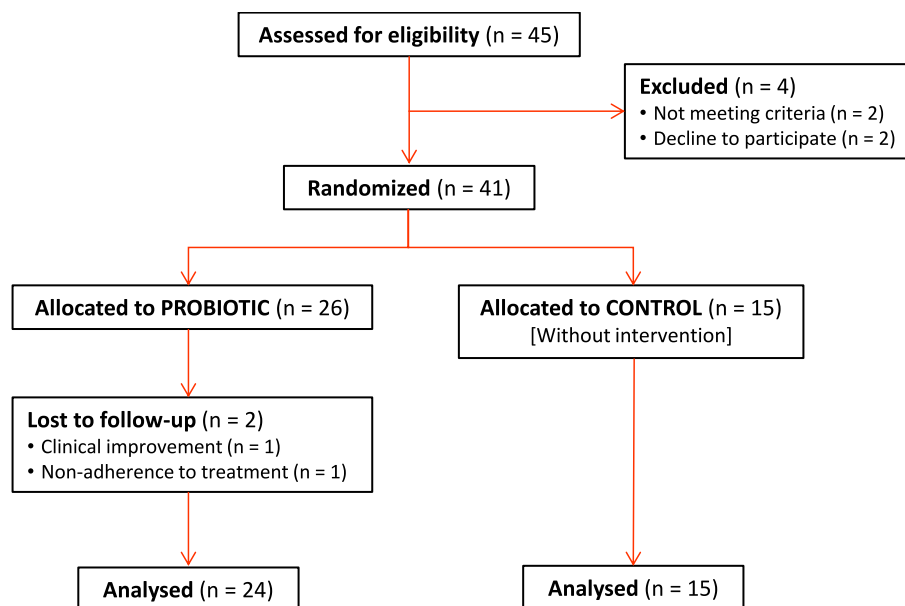 Assessed for eligibility (n = 45)
Excluded (n = 4)
• Not meeting criteria (n = 2)
• Decline to participate (n = 2)
Randomized (n = 41)
Allocated to PROBIOTIC (n = 26)
Allocated to CONTROL (n = 15)
[Without intervention]
Lost to follow-up (n = 2)
• Clinical improvement (n = 1)
• Non-adherence to treatment (n = 1)
Analysed (n = 24)
Analysed (n = 15)